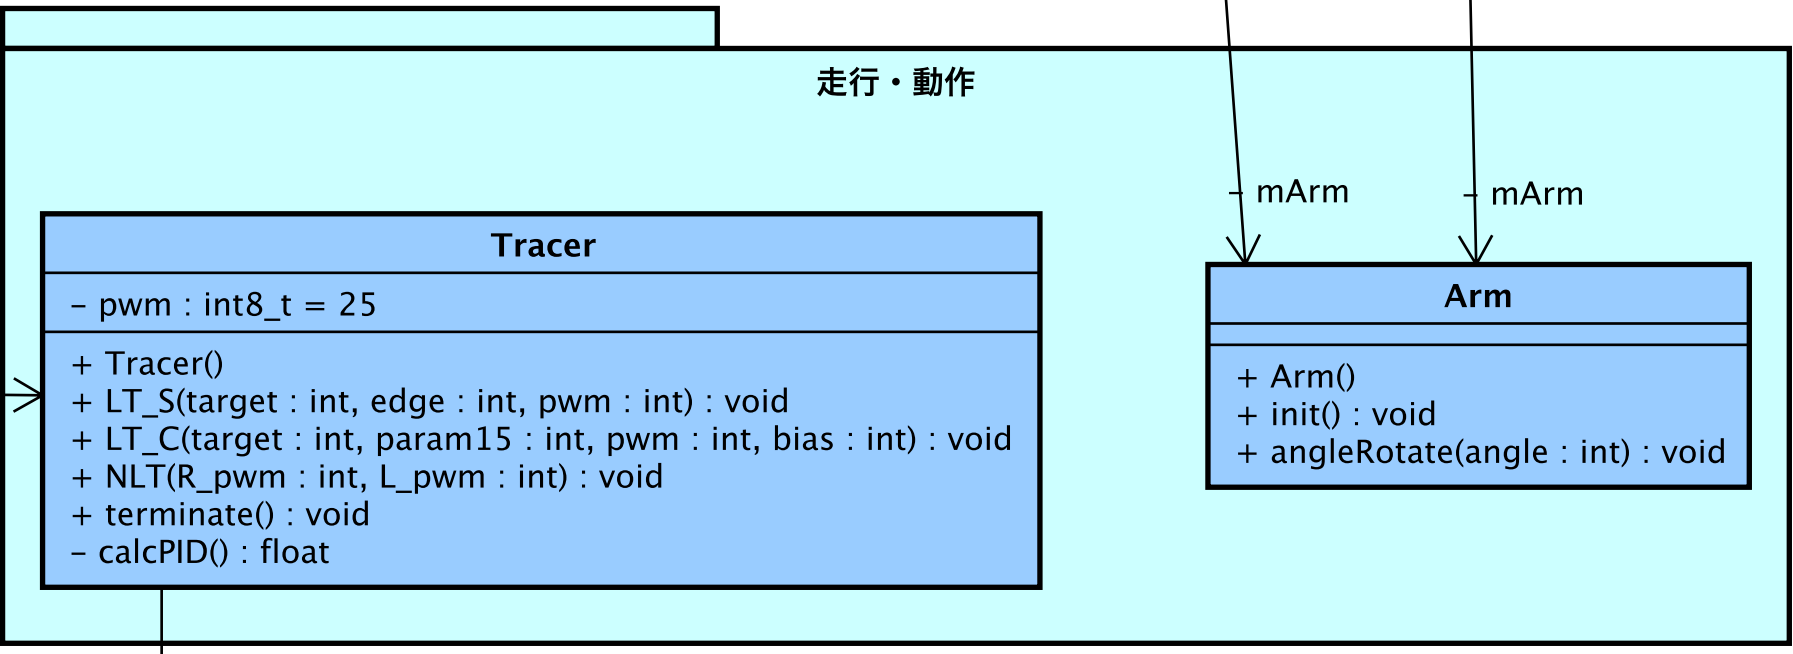 走行・動作
– mArm
– mArm
Tracer
– pwm : int8_t = 25
+ Tracer()
+ LT_S(target : int, edge : int, pwm : int) : void
+ LT_C(target : int, param15 : int, pwm : int, bias : int) : void
+ NLT(R_pwm : int, L_pwm : int) : void
+ terminate() : void
– calcPID() : float
Arm
+ Arm()
+ init() : void
+ angleRotate(angle : int) : void